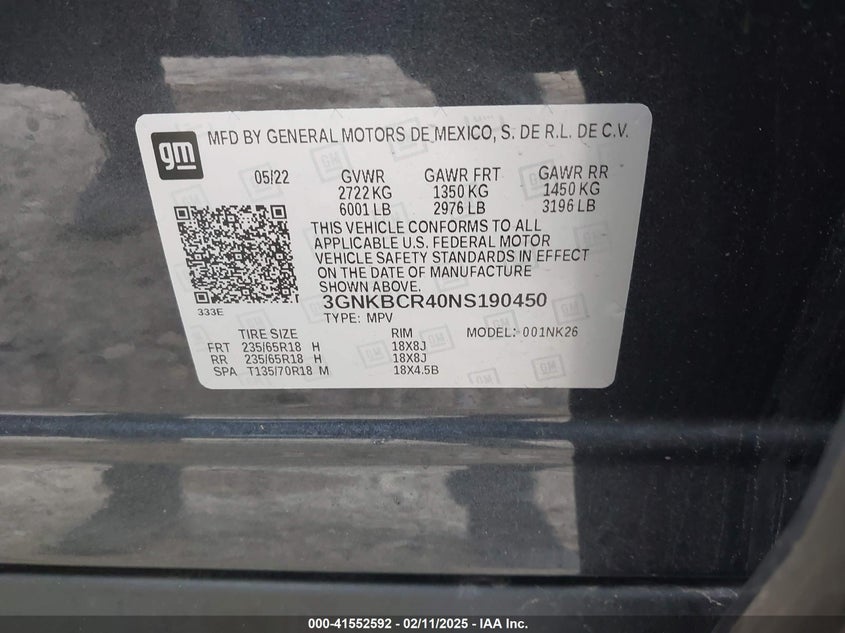 gm
MFD BY GENERAL MOTORS DE MEXICO, S. DE R.L. DE C.V.
05/22 GVWR GAWR FRT GAWR RR
2722 KG 1350 KG 1450 KG
6001 LB 2976 LB 3196 LB
THIS VEHICLE CONFORMS TO ALL
APPLICABLE U.S. FEDERAL MOTOR
VEHICLE SAFETY STANDARDS IN EFFECT
ON THE DATE OF MANUFACTURE
SHOWN ABOVE.
333E
3GNKBCR40NS190450
TYPE: MPV
TIRE SIZE RIM MODEL: 001NK26
FRT 235/65R18 H 18X8J
RR 235/65R18 H 18X8J
SPA T135/70R18 M 18X4.5B
000-41552592 - 02/11/2025 - IAA Inc.